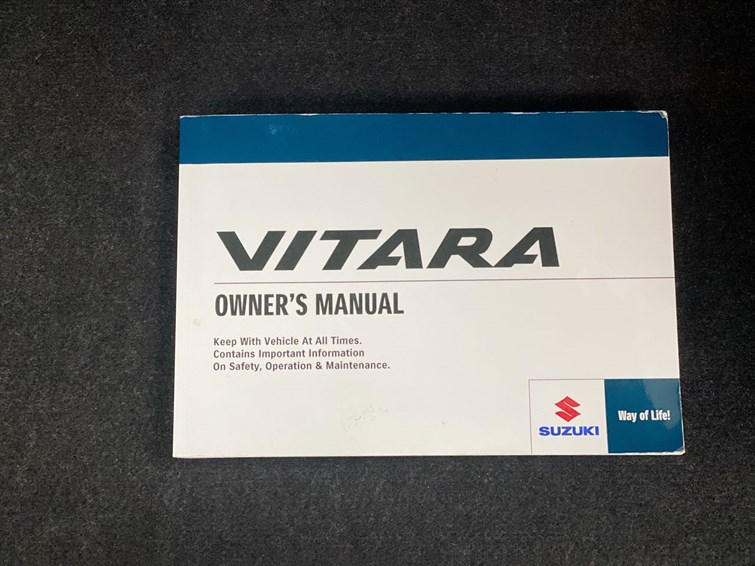 VITARA
OWNER'S MANUAL
Keep With Vehicle At All Times.
Contains Important Information
On Safety, Operation & Maintenance.
SUZUKI
Way of Life!